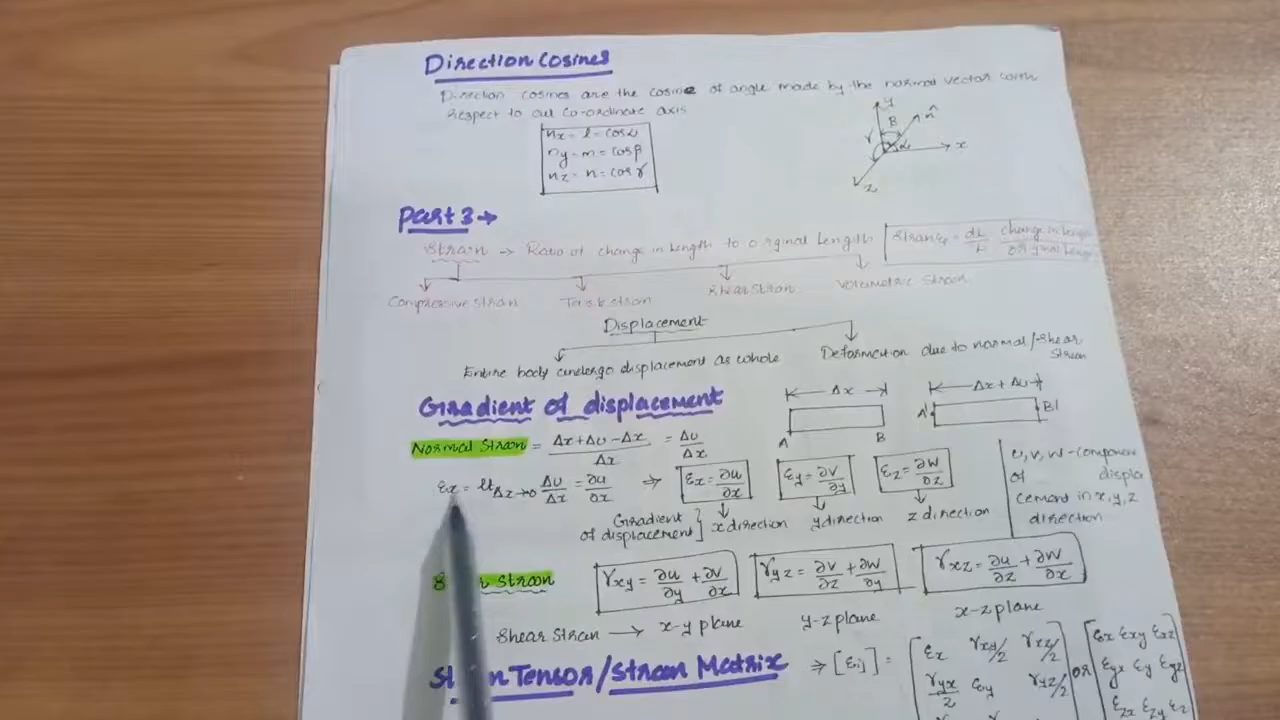 Direction Cosines
Direction cosines are the cosine of angle made by the normal vector with
respect to all co-ordinate axis
nx = l = cosα
ny = m = cosβ
nz = n = cosγ
y
B
n̂
γ
α
x
z
Part 3 →
Strain → Ratio of change in length to original length
Strain ε = dL/L change in length/original length
Compressive strain Tensile strain Shear strain Volumetric strain
Displacement
Entire body undergo displacement as whole
Deformation due to normal/shear
strain
Gradient of displacement
Δx
Δx + Δu
A B
A' B'
Normal Strain = Δx+Δu-Δx/Δx = Δu/Δx
εx = lt Δx→0 Δu/Δx = ∂u/∂x ⇒ εx = ∂u/∂x εy = ∂v/∂y εz = ∂w/∂z
Gradient
of displacement } x direction y direction z direction
u, v, w - component
of displa
cement in x, y, z
direction
Strain
γxy = ∂u/∂y + ∂v/∂x γyz = ∂v/∂z + ∂w/∂y γxz = ∂u/∂z + ∂w/∂x
Shear Strain → x-y plane y-z plane x-z plane
Tensor/Strain Matrix ⇒ [εij] =
εx γxy/2 γxz/2 or εx εxy εxz
γyx/2 εy γyz/2 εyx εy εyz
εzx εzy εz